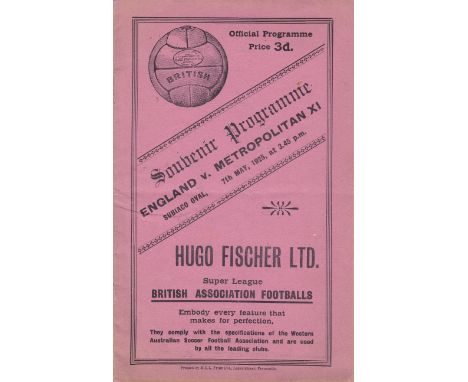 Official Programme
Price 3d.
BRITISH
Souvenir Programme
ENGLAND V. METROPOLITAN XI
SUBIACO OVAL, 7th MAY, 1925, at 3.45 p.m.
HUGO FISCHER LTD.
Super League
BRITISH ASSOCIATION FOOTBALLS
Embody every feature that
makes for perfection.
They comply with the specifications of the Western
Australian Soccer Football Association and are used
by all the leading clubs.